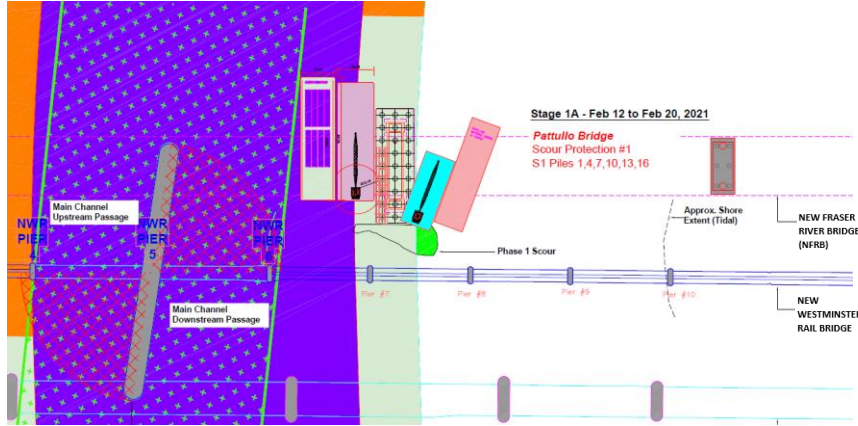 Stage 1A - Feb 12 to Feb 20, 2021
Pattullo Bridge
Scour Protection #1
S1 Piles 1,4,7,10,13,16
Main Channel
Upstream Passage
NWR
PIER
4
NWR
PIER
5
NWR
PIER
Approx. Shore
Extent (Tidal)
NEW FRASER
RIVER BRIDGE
(NFRB)
Phase 1 Scour
Pier #7
Pier #8
Pier #9
Pier #10
Main Channel
Downstream Passage
NEW
WESTMINSTER
RAIL BRIDGE